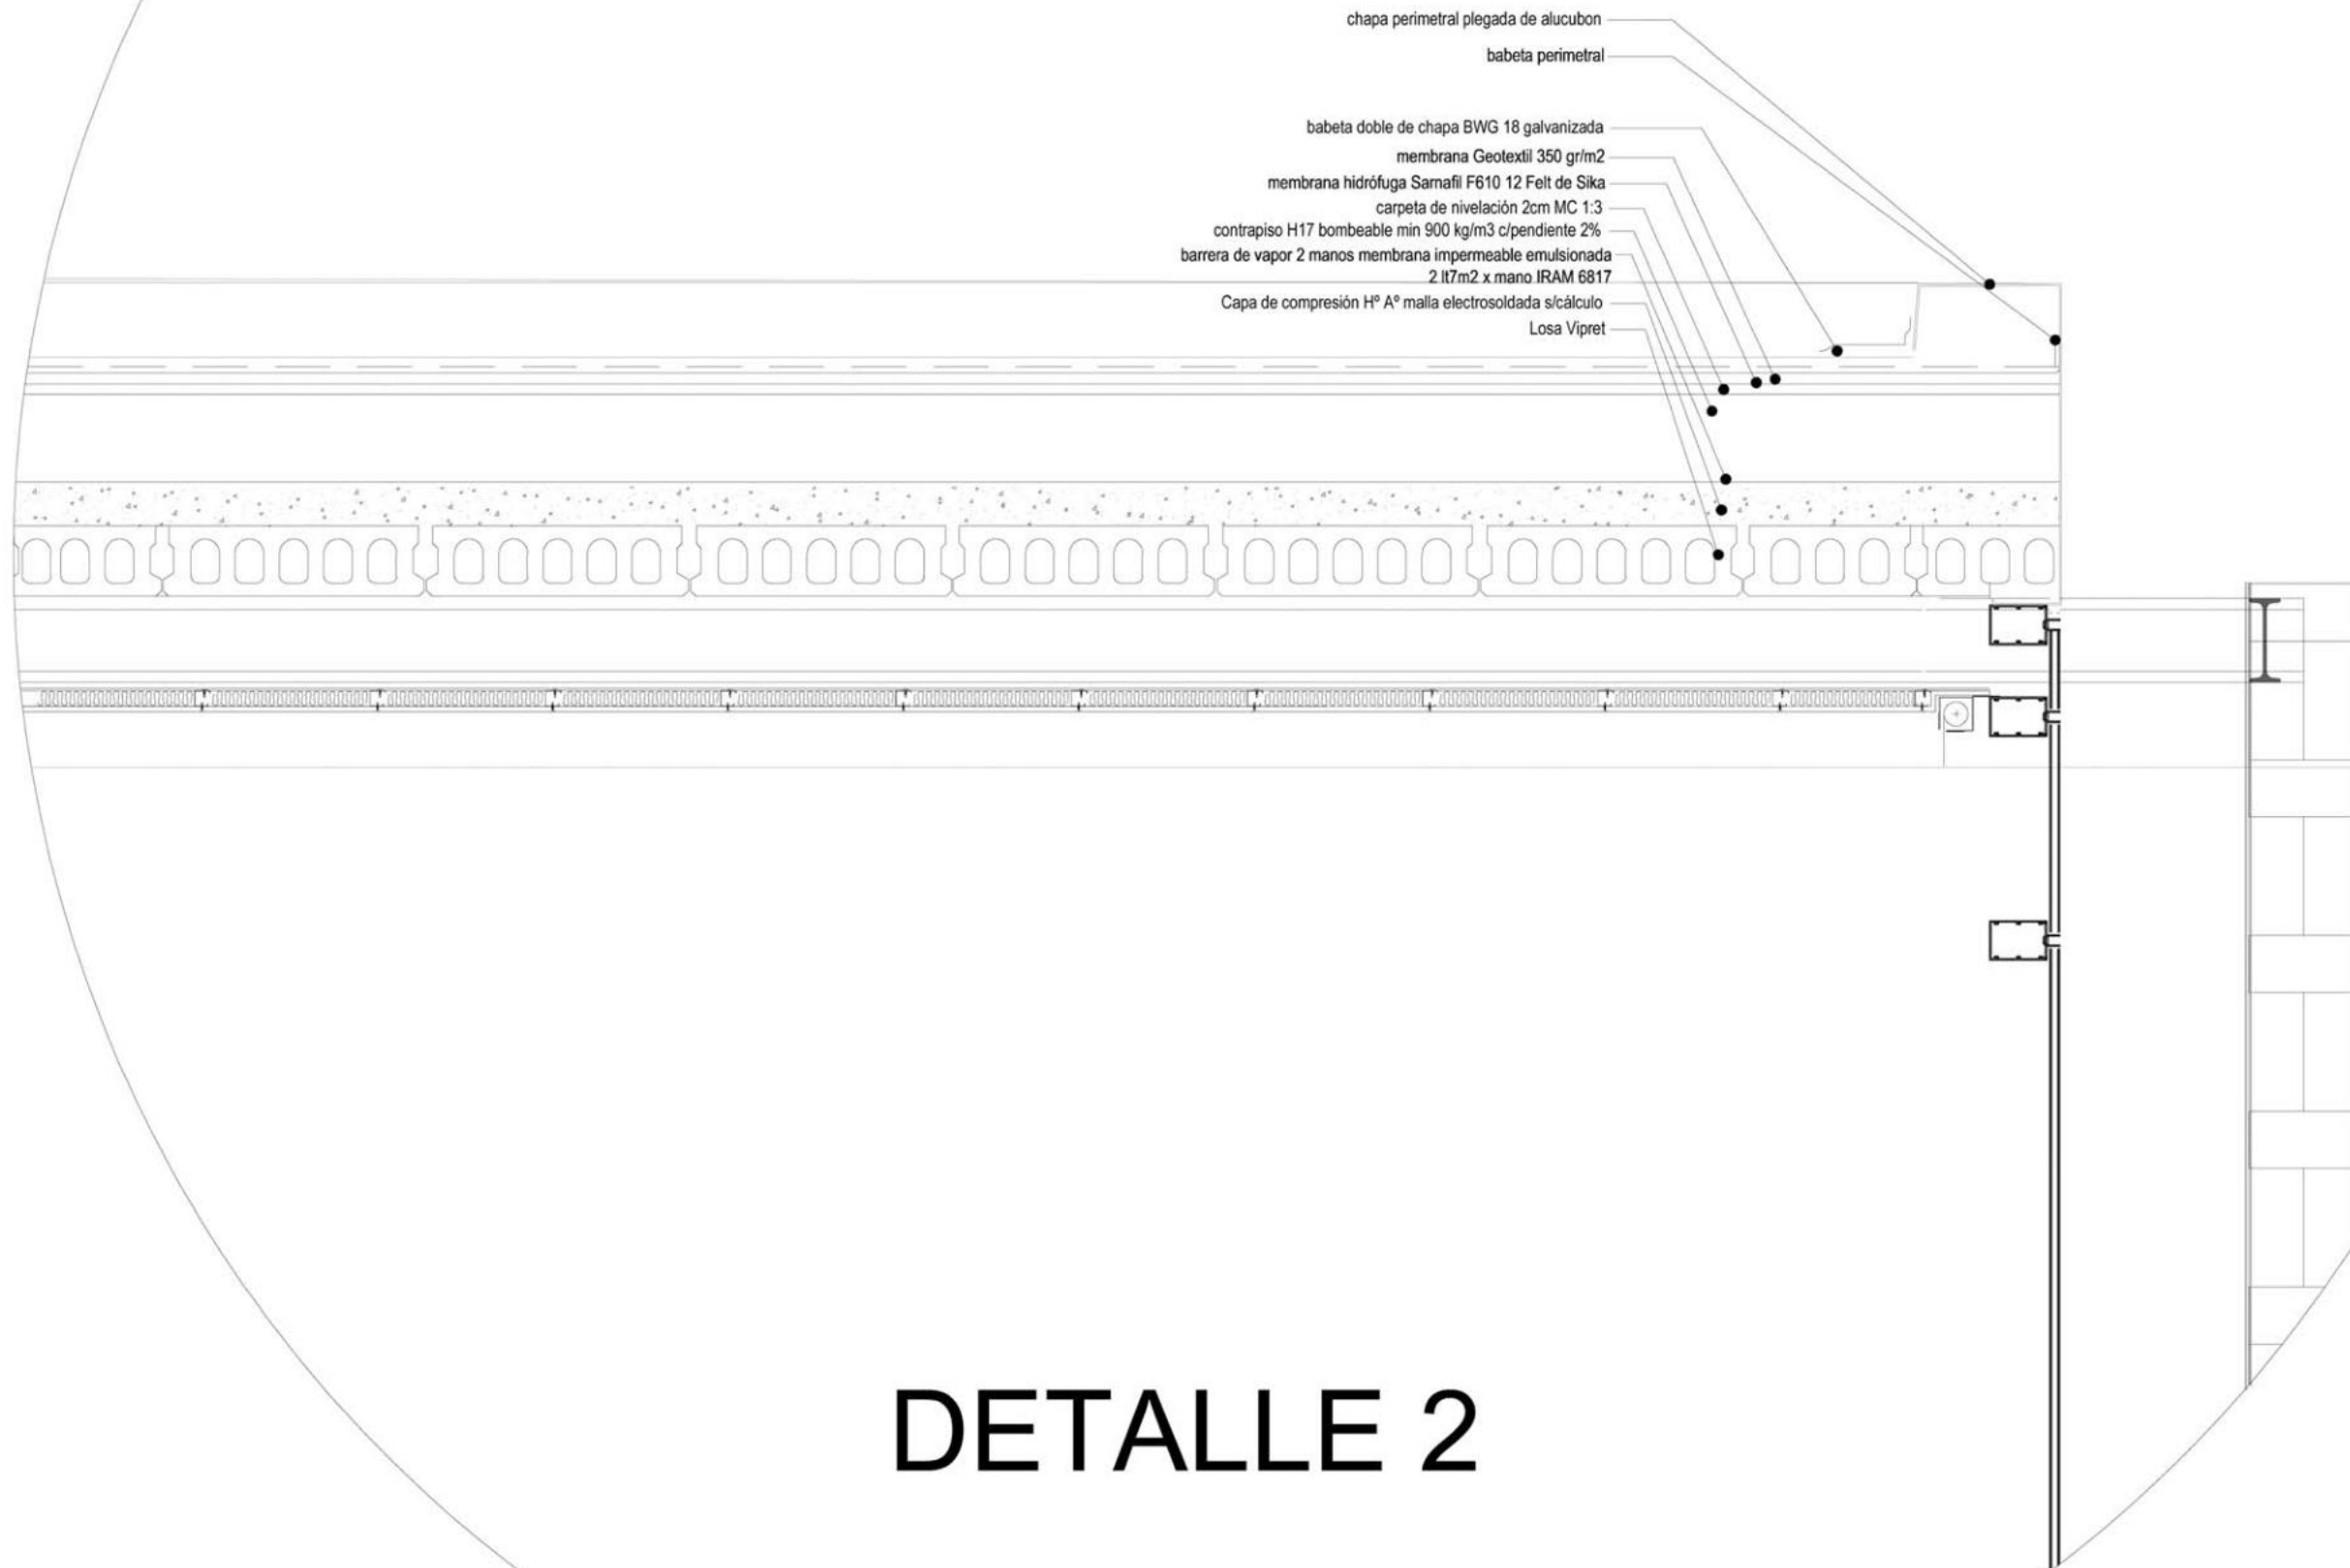 chapa perimetral plegada de alucubon
babeta perimetral
babeta doble de chapa BWG 18 galvanizada
membrana Geotextil 350 gr/m2
membrana hidrófuga Sarnafil F610 12 Felt de Sika
carpeta de nivelación 2cm MC 1:3
contrapiso H17 bombeable min 900 kg/m3 c/pendiente 2%
barrera de vapor 2 manos membrana impermeable emulsionada
2 lt7m2 x mano IRAM 6817
Capa de compresión Hº Aº malla electrosoldada s/cálculo
Losa Vipret
DETALLE 2